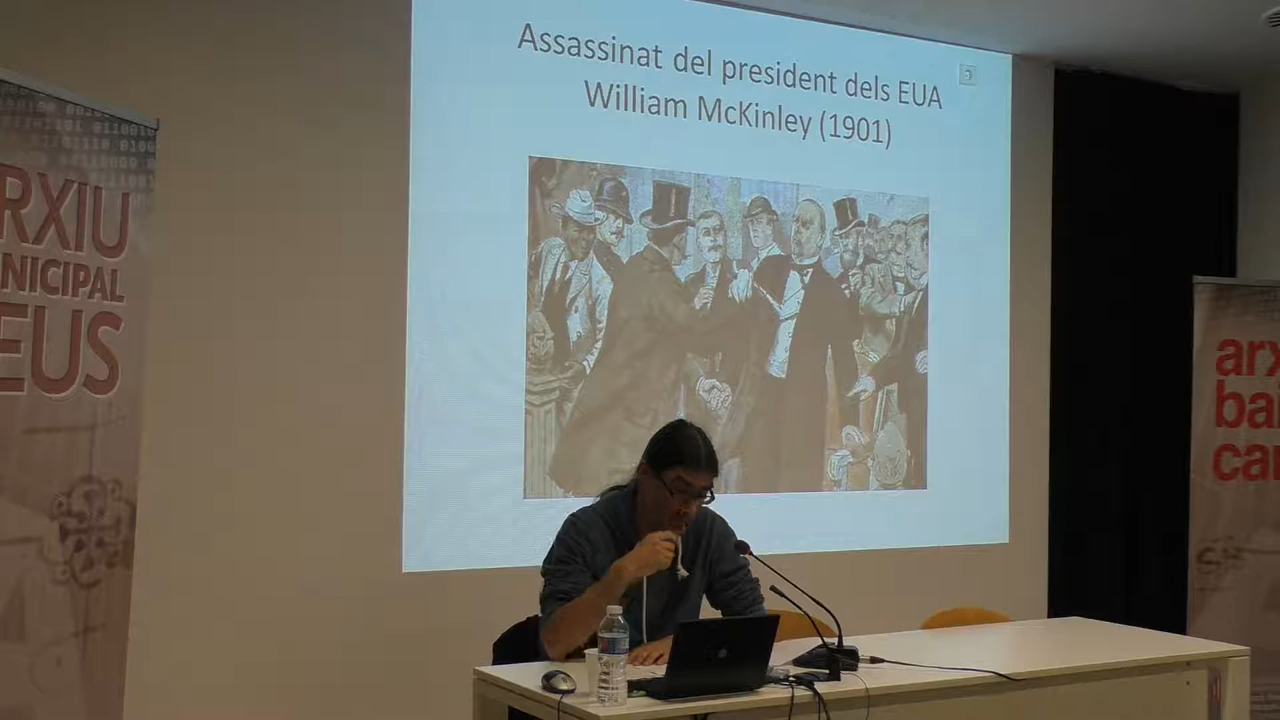 Assassinat del president dels EUA
William McKinley (1901)
RXIU
NICIPAL
EUS
arx
ba
ca